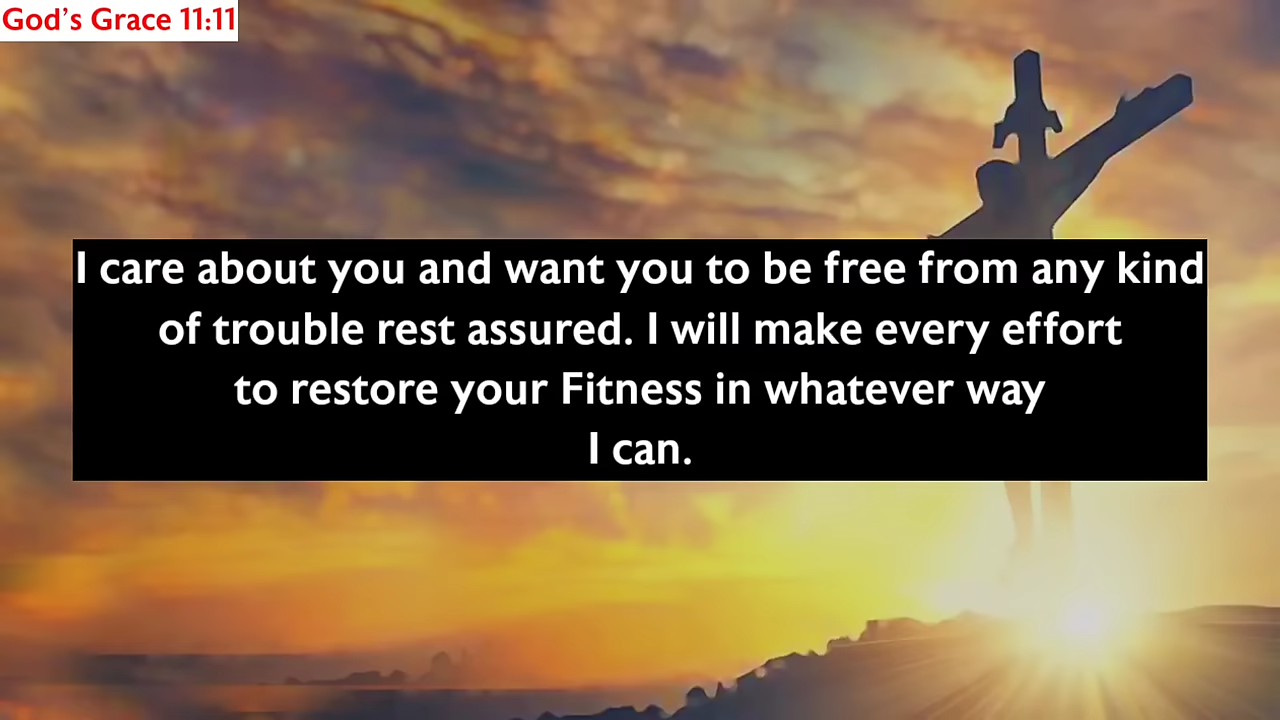 God's Grace 11:11
I care about you and want you to be free from any kind
of trouble rest assured. I will make every effort
to restore your Fitness in whatever way
I can.